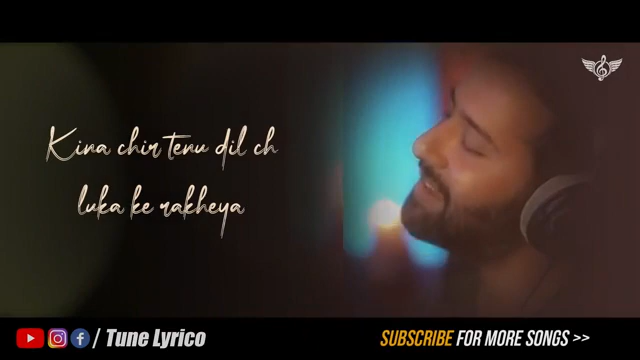 Kina chir tenu dil ch
luka ke rakheya
/ Tune Lyrico
SUBSCRIBE FOR MORE SONGS >>